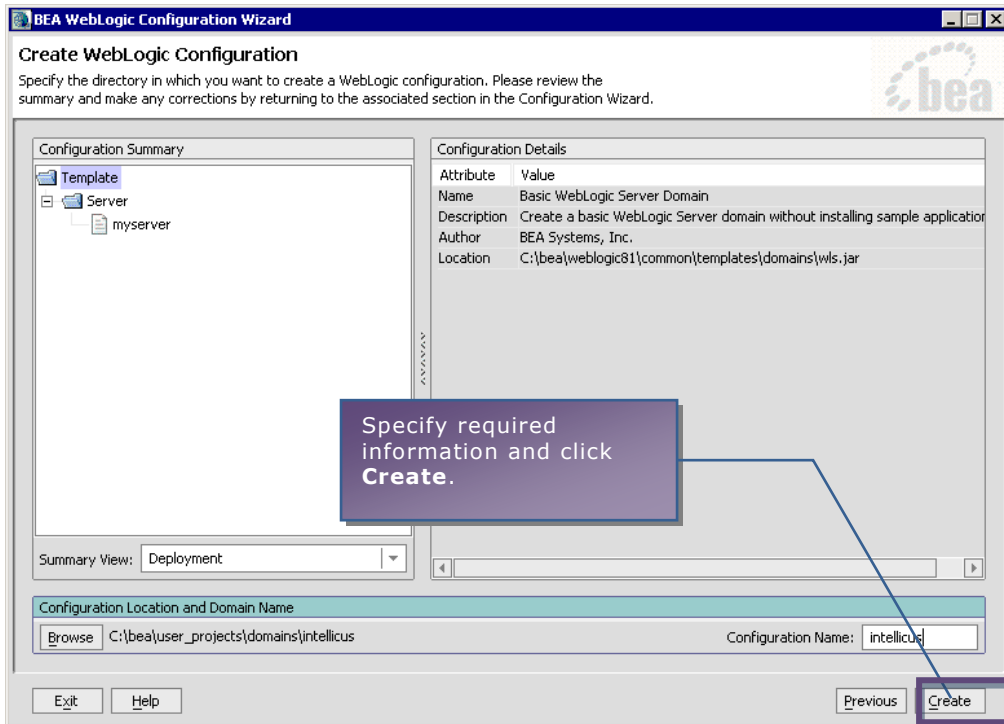 BEA WebLogic Configuration Wizard
Create WebLogic Configuration
Specify the directory in which you want to create a WebLogic configuration. Please review the
summary and make any corrections by returning to the associated section in the Configuration Wizard.
bea
Configuration Summary
Template
Server
myserver
Summary View: Deployment
Configuration Details
Attribute Value
Name Basic WebLogic Server Domain
Description Create a basic WebLogic Server domain without installing sample application
Author BEA Systems, Inc.
Location C:\bea\weblogic81\common\templates\domains\wls.jar
Specify required
information and click
Create.
Configuration Location and Domain Name
Browse C:\bea\user_projects\domains\intellicus Configuration Name: intellicus
Exit Help Previous Create